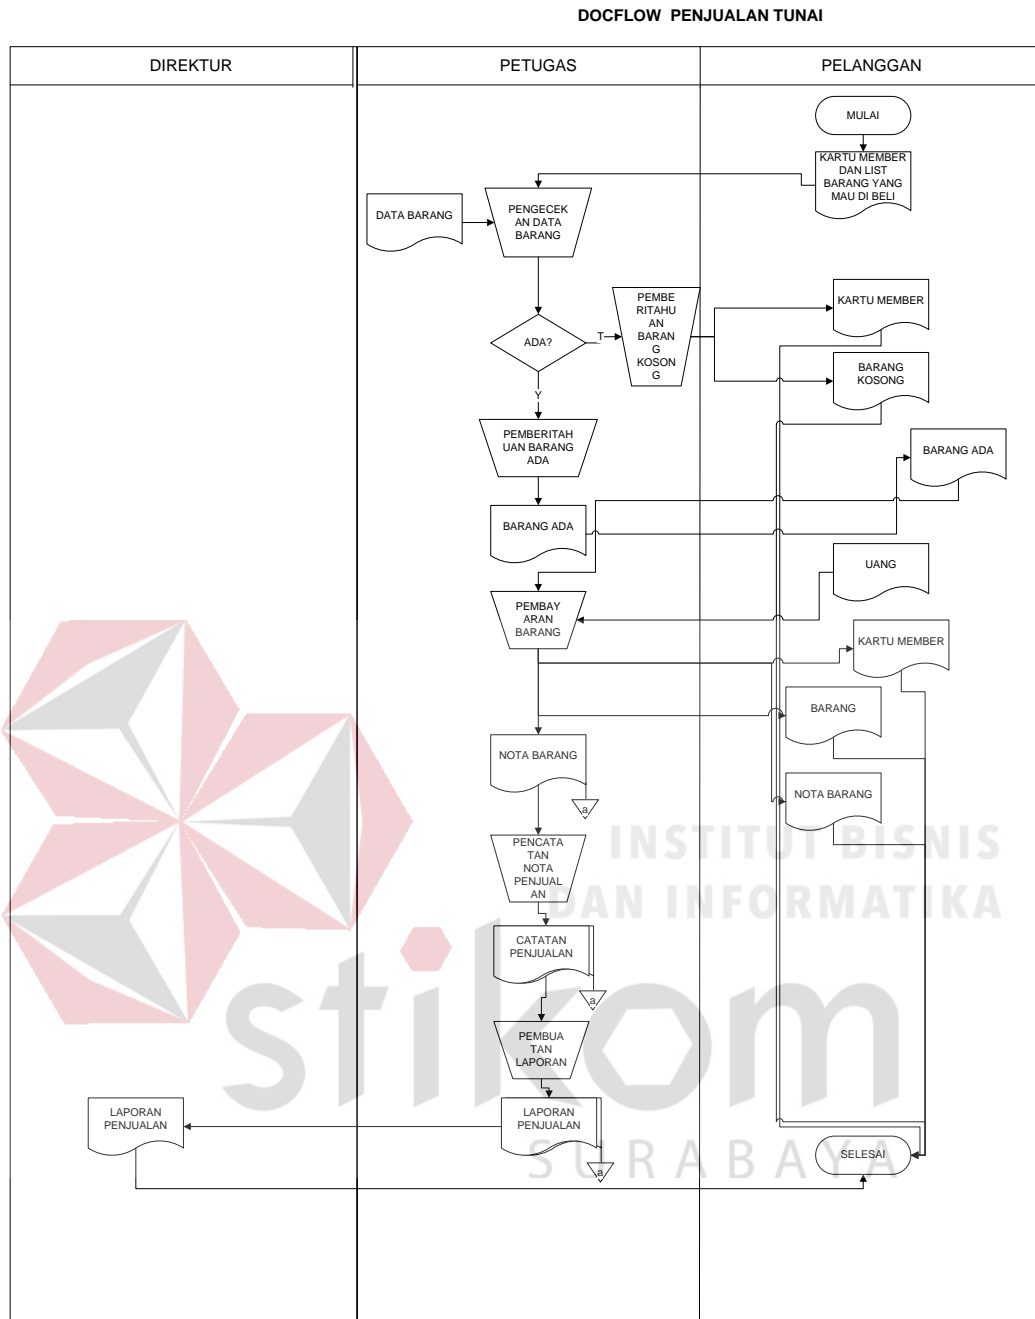 DOCFLOW PENJUALAN TUNAI
DIREKTUR
PETUGAS
PELANGGAN
MULAI
KARTU MEMBER
DAN LIST
BARANG YANG
MAU DI BELI
DATA BARANG
PENGECEK
AN DATA
BARANG
ADA?
T
PEMBE
RITAHU
AN
BARAN
G
KOSON
G
KARTU MEMBER
BARANG
KOSONG
Y
PEMBERITAH
UAN BARANG
ADA
BARANG ADA
BARANG ADA
UANG
PEMBAY
ARAN
BARANG
KARTU MEMBER
BARANG
NOTA BARANG
a
NOTA BARANG
PENCATA
TAN
NOTA
PENJUAL
AN
INSTITUT BISNIS
DAN INFORMATIKA
CATATAN
PENJUALAN
a
stikom
PEMBUA
TAN
LAPORAN
LAPORAN
PENJUALAN
LAPORAN
PENJUALAN
a
SURABAYA
SELESAI